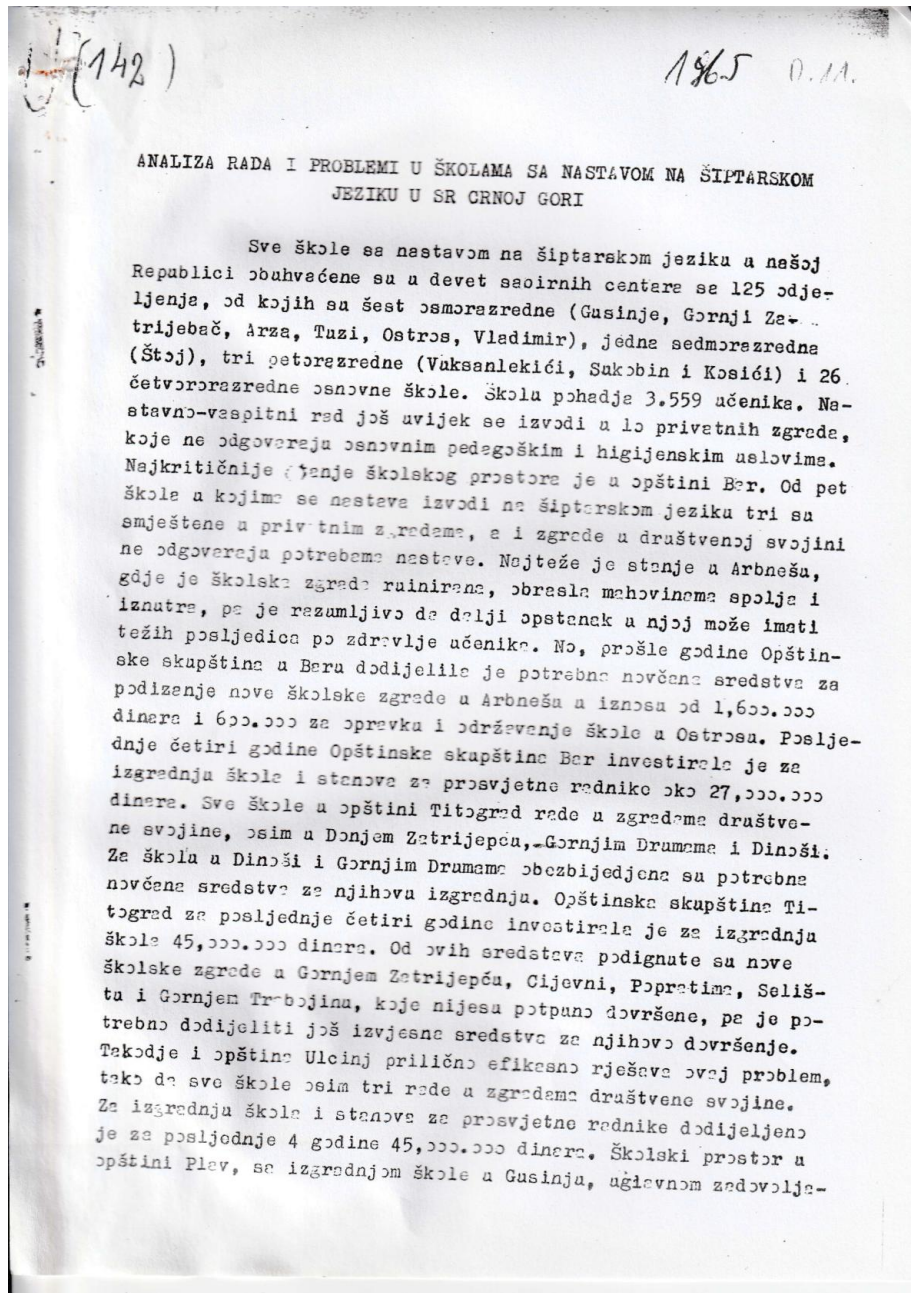 (142)
1965 D.11.
ANALIZA RADA I PROBLEMI U ŠKOLAMA SA NASTAVOM NA ŠIPTARSKOM
JEZIKU U SR CRNOJ GORI
Sve škole sa nastavom na šiptarskom jeziku u našoj
Republici obuhvaćene su u devet sabirnih centara sa 125 odje-
ljenja, od kojih su šest osmorazredne (Gusinje, Gornji Za-
trijebač, Arza, Tuzi, Ostros, Vladimir), jedna sedmorazredna
(Štoj), tri petorazredne (Vuksanlekići, Sukobin i Kosići) i 26
četvororazredne osnovne škole. Školu pohadja 3.559 učenika. Na-
stavno-vaspitni rad još uvijek se izvodi u lo privatnih zgrada,
koje ne odgovaraju osnovnim pedagoškim i higijenskim uslovima.
Najkritičnije stanje školskog prostora je u opštini Bar. Od pet
škola u kojima se nastava izvodi na šiptarskom jeziku tri su
smještene u privatnim zgradama, a i zgrade u društvenoj svojini
ne odgovaraju potrebama nastave. Najteže je stanje u Arbnešu,
gdje je školska zgrada ruinirana, obrasla mahovinama spolja i
iznutra, pa je razumljivo da dalji opstanak u njoj može imati
težih posljedica po zdravlje učenika. No, prošle godine Opštin-
ske skupština u Baru dodijelila je potrebna novčana sredstva za
podizanje nove školske zgrade u Arbnešu u iznosu od 1,600.000
dinara i 600.000 za opravku i održavanje škole u Ostrosu. Poslje-
dnje četiri godine Opštinska skupština Bar investirala je za
izgradnju škola i stanova za prosvjetne radnike oko 27,000.000
dinara. Sve škole u opštini Titograd rade u zgradama društve-
ne svojine, osim u Donjem Zatrijepču, Gornjim Drumama i Dinoši.
Za školu u Dinoši i Gornjim Drumama obezbijedjena su potrebna
novčana sredstva za njihovu izgradnju. Opštinska skupština Ti-
tograd za posljednje četiri godine investirala je za izgradnju
škola 45,000.000 dinara. Od ovih sredstava podignute su nove
školske zgrade u Gornjem Zatrijepču, Cijevni, Popratima, Seliš-
tu i Gornjem Trabojinu, koje nijesu potpuno dovršene, pa je po-
trebno dodijeliti još izvjesna sredstva za njihovo dovršenje.
Takodje i opština Ulcinj prilično efikasno rješava ovaj problem,
tako da sve škole osim tri rade u zgradama društvene svojine.
Za izgradnju škola i stanova za prosvjetne radnike dodijeljeno
je za posljednje 4 godine 45,000.000 dinara. Školski prostor u
opštini Plav, sa izgradnjom škole u Gusinju, uglavnom zadovolja-